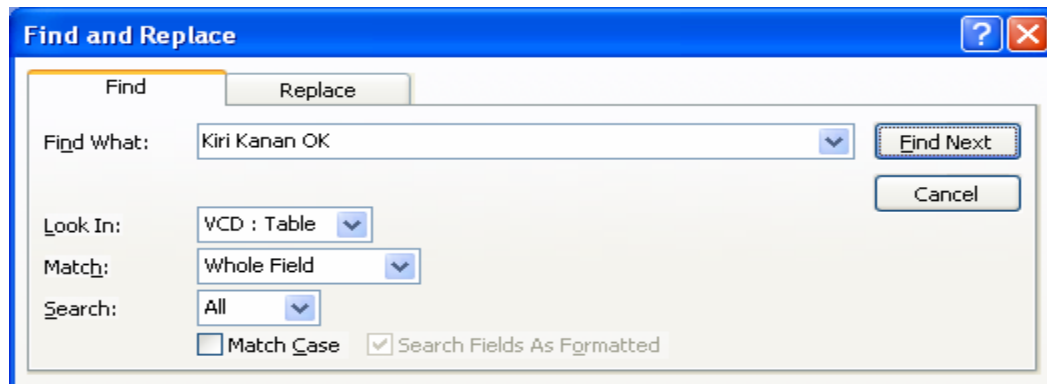 Find and Replace
Find Replace
Find What: Kiri Kanan OK Find Next
Cancel
Look In: VCD : Table
Match: Whole Field
Search: All
Match Case Search Fields As Formatted